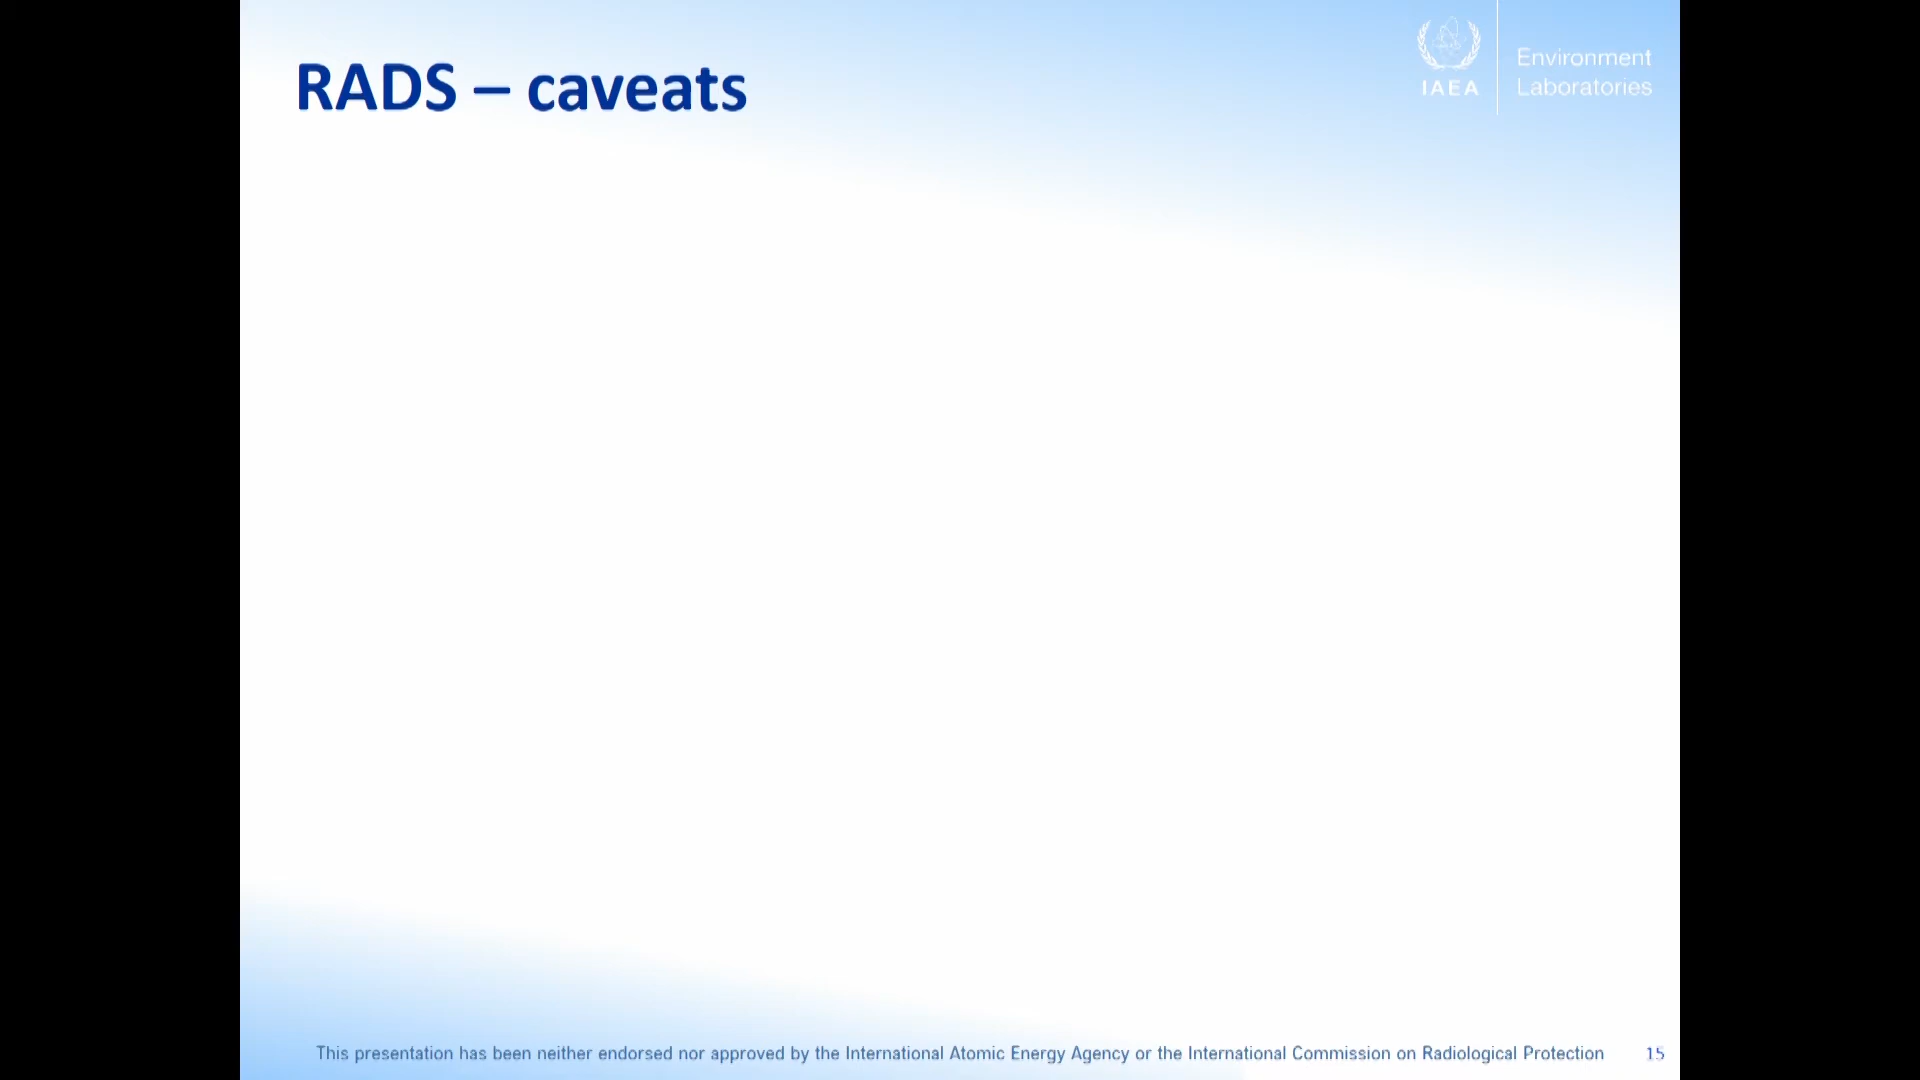 RADS – caveats
IAEA
Environment
Laboratories
This presentation has been neither endorsed nor approved by the International Atomic Energy Agency or the International Commission on Radiological Protection
15